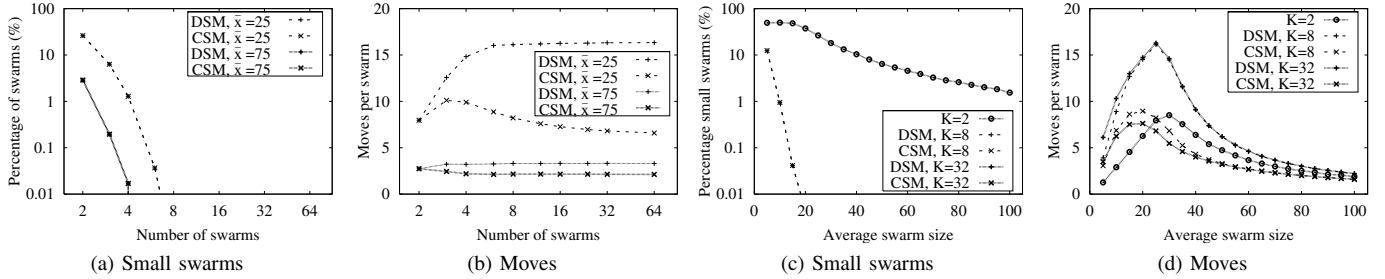 Percentage of swarms (%)
100
10
1
0.1
0.01
DSM, x̄ =25
CSM, x̄ =25
DSM, x̄ =75
CSM, x̄ =75
2 4 8 16 32 64
Number of swarms
(a) Small swarms
Moves per swarm
20
15
10
5
0
DSM, x̄ =25
CSM, x̄ =25
DSM, x̄ =75
CSM, x̄ =75
2 4 8 16 32 64
Number of swarms
(b) Moves
Percentage small swarms (%)
100
10
1
0.1
0.01
K=2
DSM, K=8
CSM, K=8
DSM, K=32
CSM, K=32
0 20 40 60 80 100
Average swarm size
(c) Small swarms
Moves per swarm
20
15
10
5
0
K=2
DSM, K=8
CSM, K=8
DSM, K=32
CSM, K=32
0 20 40 60 80 100
Average swarm size
(d) Moves